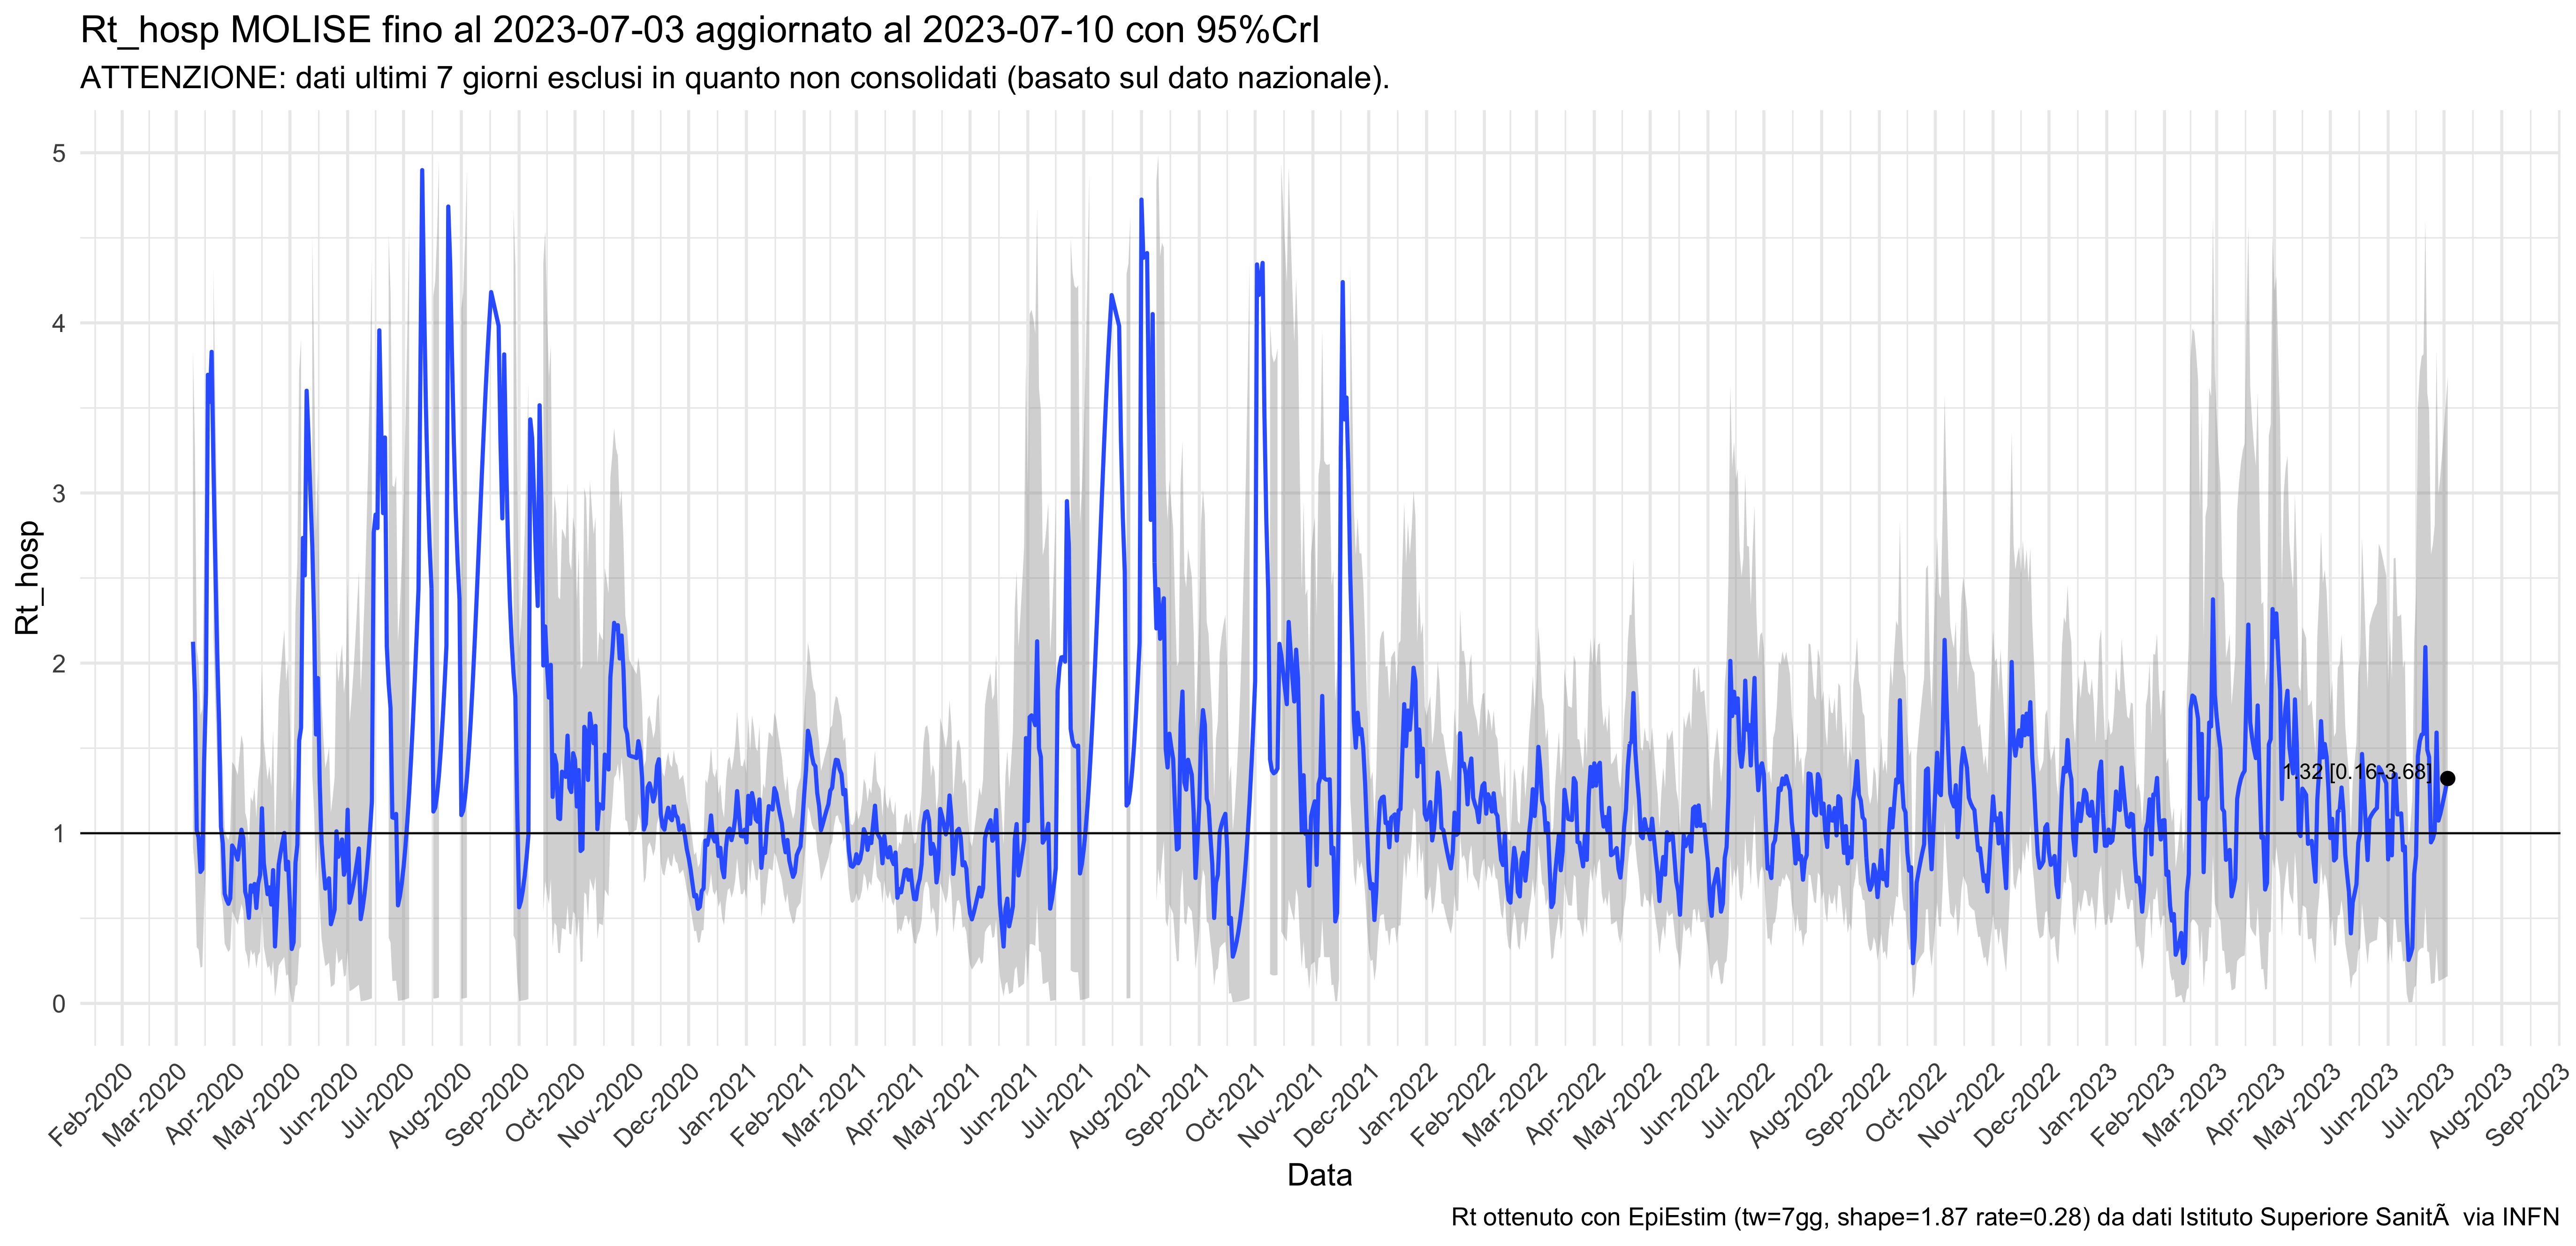 Rt_hosp MOLISE fino al 2023-07-03 aggiornato al 2023-07-10 con 95%CrI
ATTENZIONE: dati ultimi 7 giorni esclusi in quanto non consolidati (basato sul dato nazionale).
5
4
3
2
1
0
Rt_hosp
1.32 [0.16-3.68]
Feb-2020
Mar-2020
Apr-2020
May-2020
Jun-2020
Jul-2020
Aug-2020
Sep-2020
Oct-2020
Nov-2020
Dec-2020
Jan-2021
Feb-2021
Mar-2021
Apr-2021
May-2021
Jun-2021
Jul-2021
Aug-2021
Sep-2021
Oct-2021
Nov-2021
Dec-2021
Jan-2022
Feb-2022
Mar-2022
Apr-2022
May-2022
Jun-2022
Jul-2022
Aug-2022
Sep-2022
Oct-2022
Nov-2022
Dec-2022
Jan-2023
Feb-2023
Mar-2023
Apr-2023
May-2023
Jun-2023
Jul-2023
Aug-2023
Sep-2023
Data
Rt ottenuto con EpiEstim (tw=7gg, shape=1.87 rate=0.28) da dati Istituto Superiore SanitÃ  via INFN